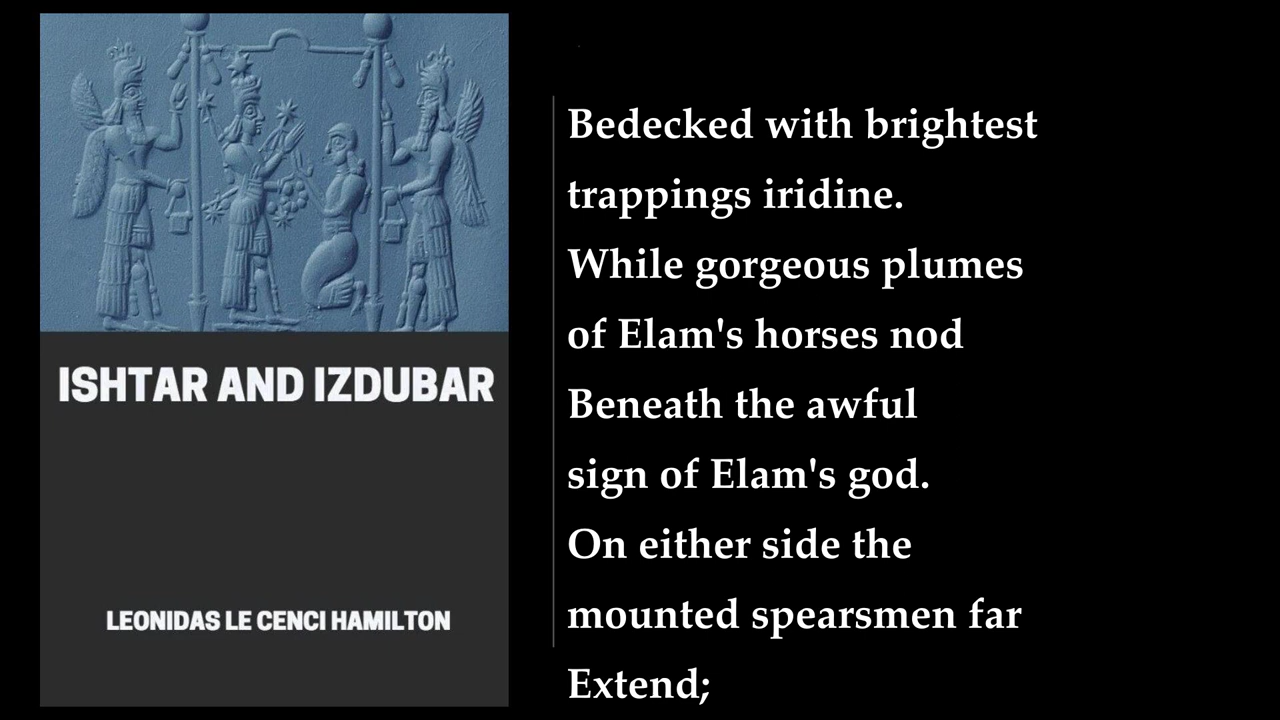 ISHTAR AND IZDUBAR
LEONIDAS LE CENCI HAMILTON
Bedecked with brightest
trappings iridine.
While gorgeous plumes
of Elam's horses nod
Beneath the awful
sign of Elam's god.
On either side the
mounted spearsmen far
Extend;